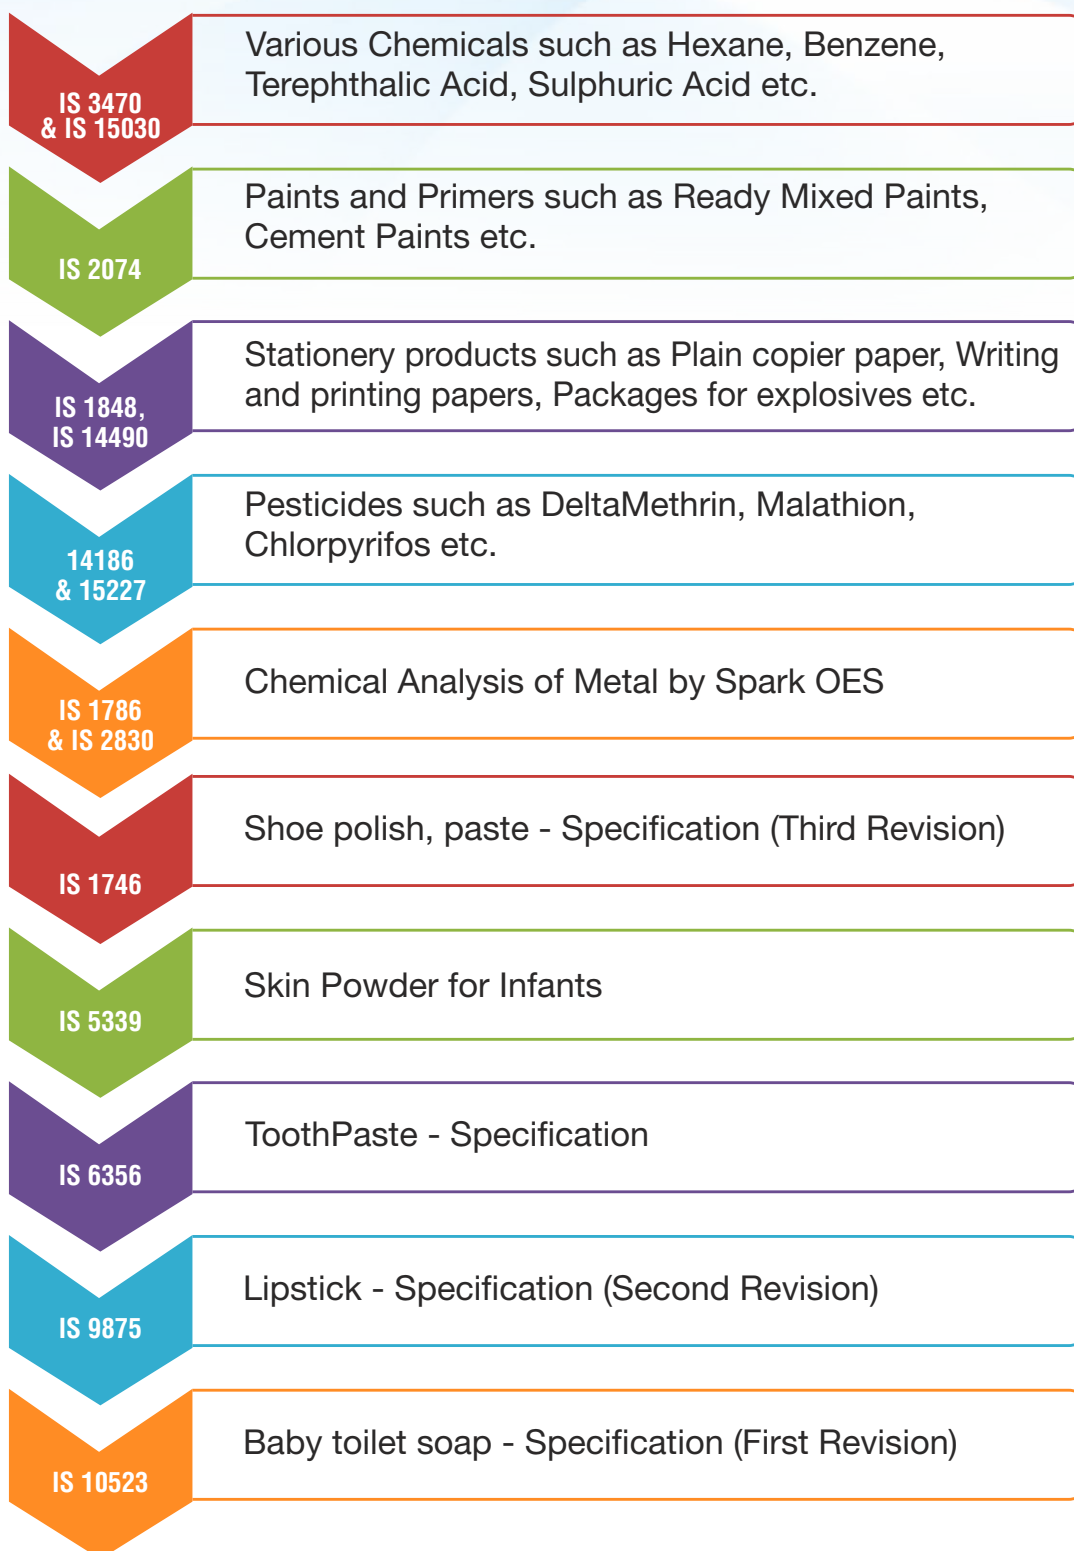 IS 3470
& IS 15030
Various Chemicals such as Hexane, Benzene,
Terephthalic Acid, Sulphuric Acid etc.
IS 2074
Paints and Primers such as Ready Mixed Paints,
Cement Paints etc.
IS 1848,
IS 14490
Stationery products such as Plain copier paper, Writing
and printing papers, Packages for explosives etc.
14186
& 15227
Pesticides such as DeltaMethrin, Malathion,
Chlorpyrifos etc.
IS 1786
& IS 2830
Chemical Analysis of Metal by Spark OES
IS 1746
Shoe polish, paste - Specification (Third Revision)
IS 5339
Skin Powder for Infants
IS 6356
ToothPaste - Specification
IS 9875
Lipstick - Specification (Second Revision)
IS 10523
Baby toilet soap - Specification (First Revision)